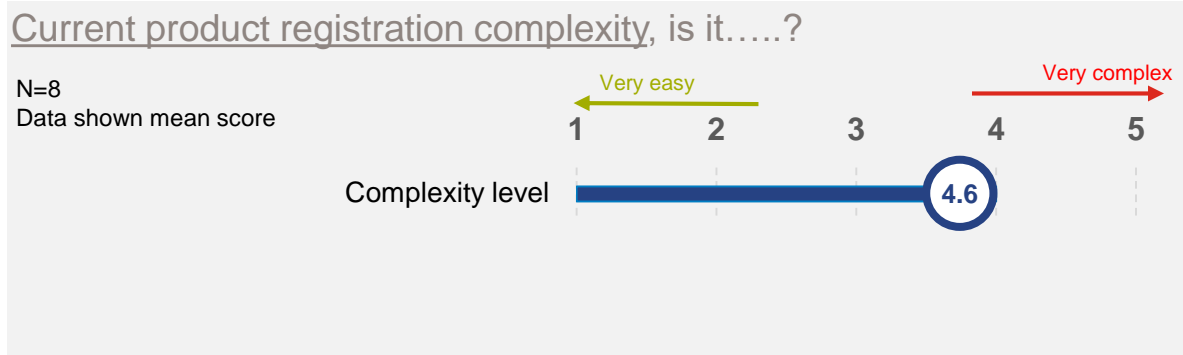 Current product registration complexity, is it…..?
N=8
Data shown mean score
Very easy
Very complex
1 2 3 4 5
Complexity level
4.6